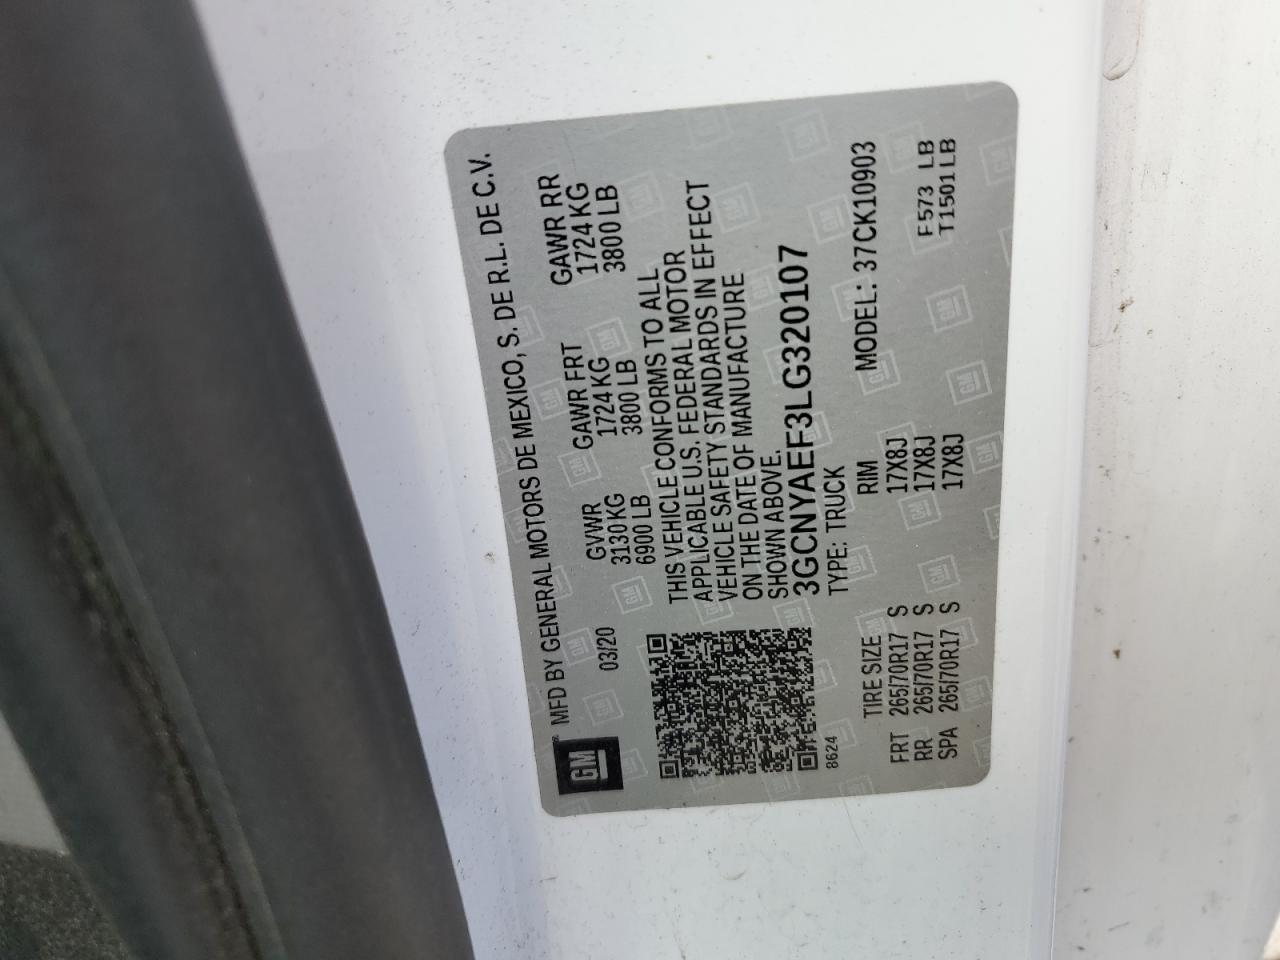 GM
MFD BY GENERAL MOTORS DE MEXICO, S. DE R.L. DE C.V.
03/20 GVWR GAWR FRT GAWR RR
3130 KG 1724 KG 1724 KG
6900 LB 3800 LB 3800 LB
THIS VEHICLE CONFORMS TO ALL
APPLICABLE U.S. FEDERAL MOTOR
VEHICLE SAFETY STANDARDS IN EFFECT
ON THE DATE OF MANUFACTURE
SHOWN ABOVE.
3GCNYAEF3LG320107
8624 TYPE: TRUCK
TIRE SIZE RIM MODEL: 37CK10903
FRT 265/70R17 S 17X8J
RR 265/70R17 S 17X8J F573 LB
SPA 265/70R17 S 17X8J T1501LB